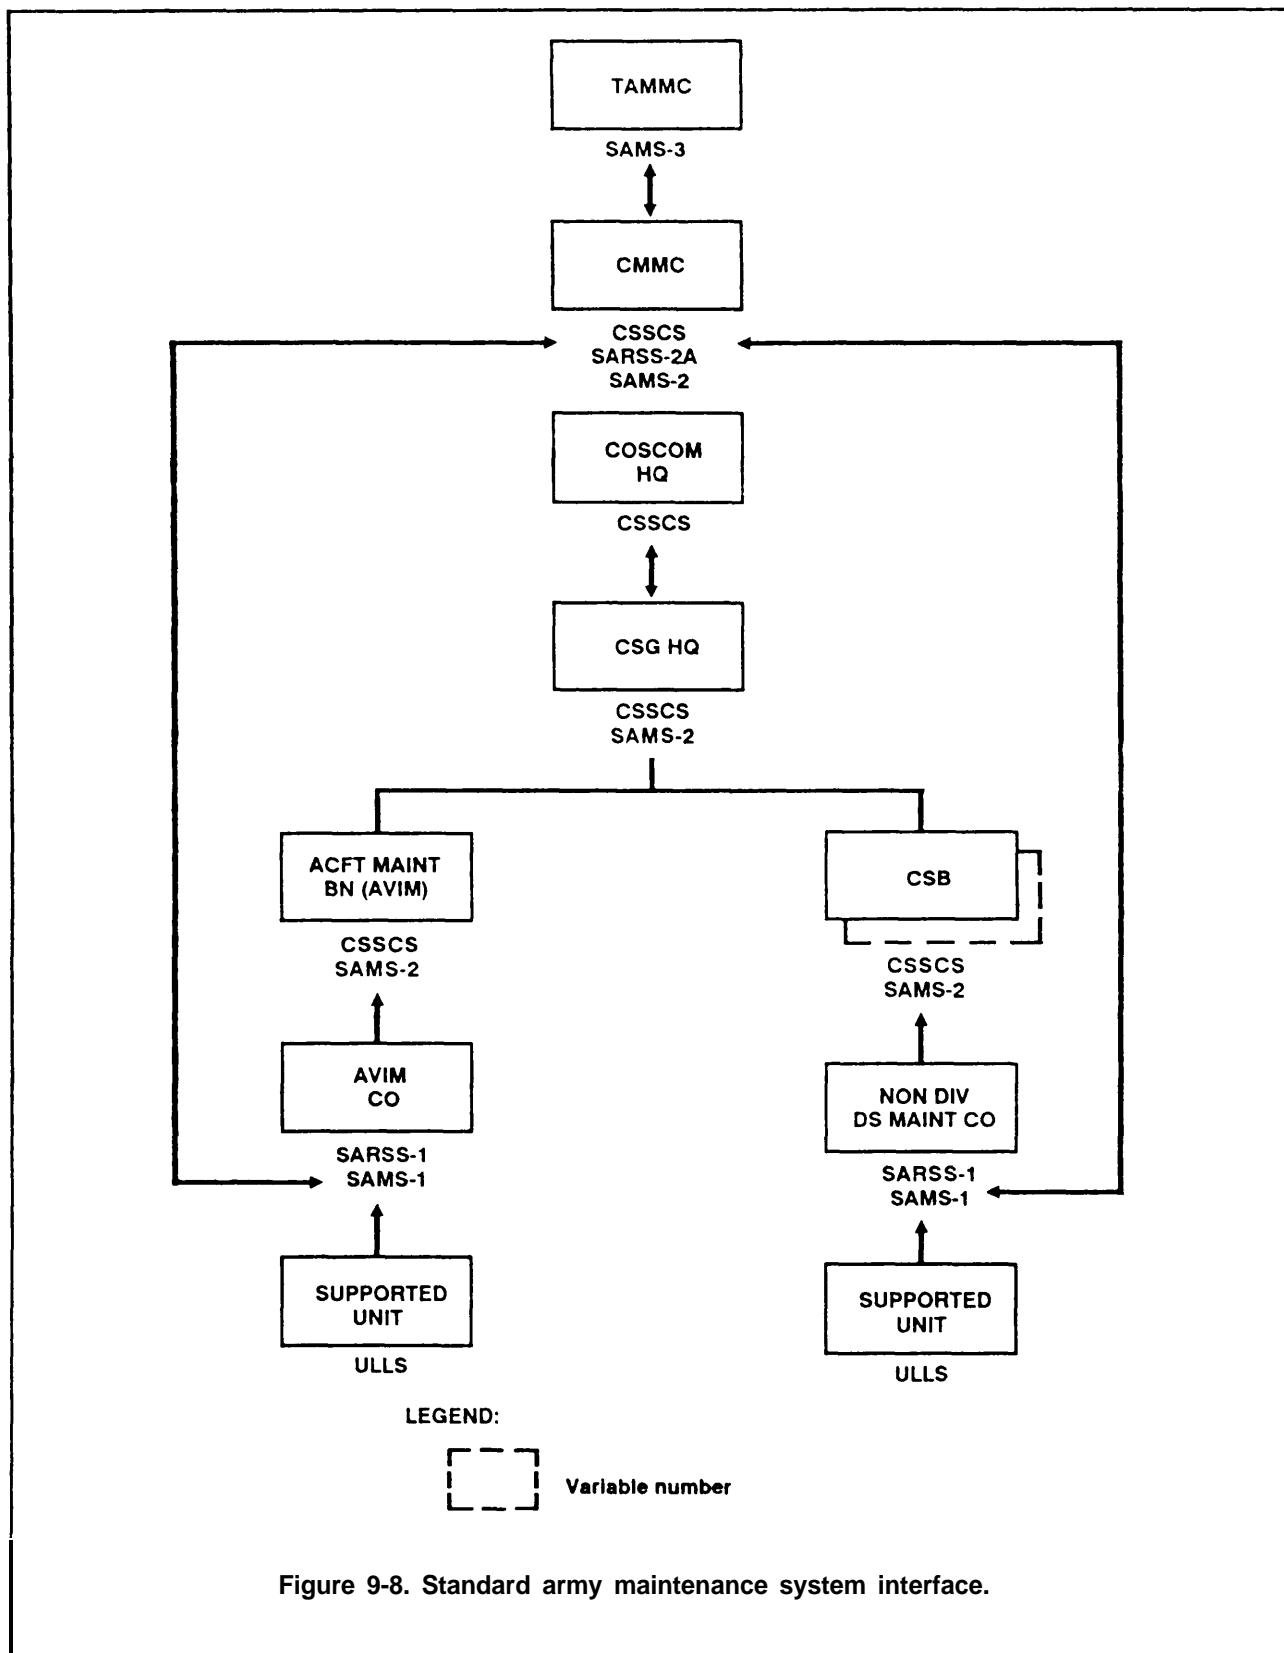 TAMMC
SAMS-3
CMMC
CSSCS
SARSS-2A
SAMS-2
COSCOM
HQ
CSSCS
CSG HQ
CSSCS
SAMS-2
ACFT MAINT
BN (AVIM)
CSSCS
SAMS-2
AVIM
CO
SARSS-1
SAMS-1
SUPPORTED
UNIT
ULLS
CSB
CSSCS
SAMS-2
NON DIV
DS MAINT CO
SARSS-1
SAMS-1
SUPPORTED
UNIT
ULLS
LEGEND:
Variable number
Figure 9-8. Standard army maintenance system interface.